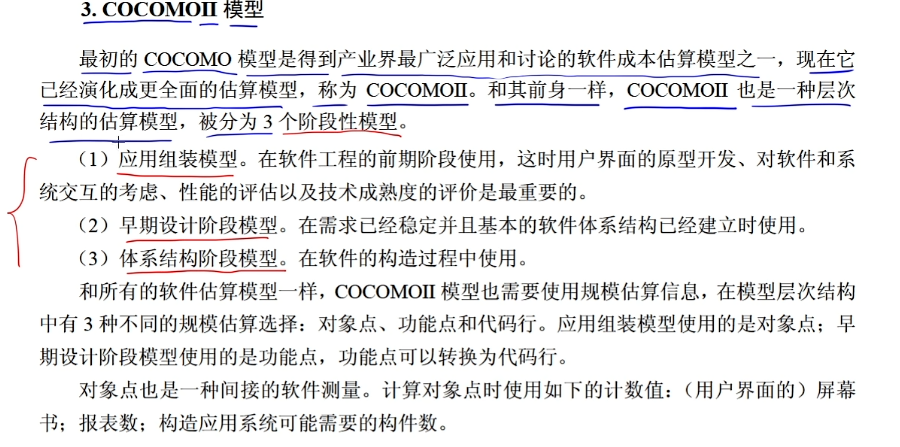 3. COCOMOII 模型
最初的 COCOMO 模型是得到产业界最广泛应用和讨论的软件成本估算模型之一，现在它
已经演化成更全面的估算模型，称为 COCOMOII。和其前身一样，COCOMOII 也是一种层次
结构的估算模型，被分为 3 个阶段性模型。
（1）应用组装模型。在软件工程的前期阶段使用，这时用户界面的原型开发、对软件和系
统交互的考虑、性能的评估以及技术成熟度的评价是最重要的。
（2）早期设计阶段模型。在需求已经稳定并且基本的软件体系结构已经建立时使用。
（3）体系结构阶段模型。在软件的构造过程中使用。
和所有的软件估算模型一样，COCOMOII 模型也需要使用规模估算信息，在模型层次结构
中有 3 种不同的规模估算选择：对象点、功能点和代码行。应用组装模型使用的是对象点；早
期设计阶段模型使用的是功能点，功能点可以转换为代码行。
对象点也是一种间接的软件测量。计算对象点时使用如下的计数值：（用户界面的）屏幕
书；报表数；构造应用系统可能需要的构件数。